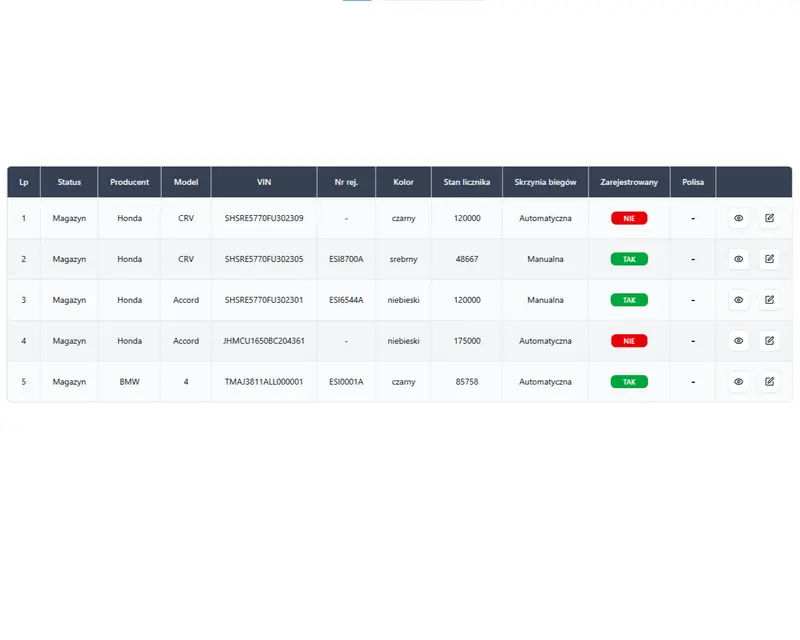 Lp Status Producent Model VIN Nr rej. Kolor Stan licznika Skrzynia biegów Zarejestrowany Polisa
1 Magazyn Honda CRV SHSRE5770FU302309 - czarny 120000 Automatyczna NIE -
2 Magazyn Honda CRV SHSRE5770FU302305 ESI8700A srebrny 48667 Manualna TAK -
3 Magazyn Honda Accord SHSRE5770FU302301 ESI6544A niebieski 120000 Manualna TAK -
4 Magazyn Honda Accord JHMCU1650BC204361 - niebieski 175000 Automatyczna NIE -
5 Magazyn BMW 4 TMAJ3811ALL000001 ESI0001A czarny 85758 Automatyczna TAK -